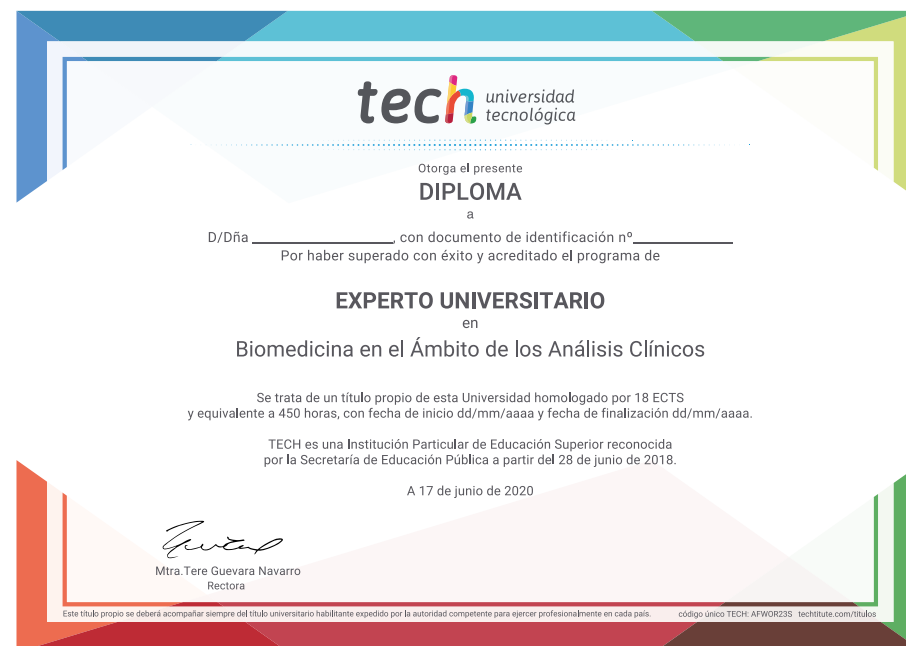 tech universidad
tecnológica
Otorga el presente
DIPLOMA
a
D/Dña ____________________, con documento de identificación nº______________
Por haber superado con éxito y acreditado el programa de
EXPERTO UNIVERSITARIO
en
Biomedicina en el Ámbito de los Análisis Clínicos
Se trata de un título propio de esta Universidad homologado por 18 ECTS
y equivalente a 450 horas, con fecha de inicio dd/mm/aaaa y fecha de finalización dd/mm/aaaa.
TECH es una Institución Particular de Educación Superior reconocida
por la Secretaría de Educación Pública a partir del 28 de junio de 2018.
A 17 de junio de 2020
Mtra.Tere Guevara Navarro
Rectora
Este título propio se deberá acompañar siempre del título universitario habilitante expedido por la autoridad competente para ejercer profesionalmente en cada país. código único TECH: AFWOR23S techtitute.com/titulos